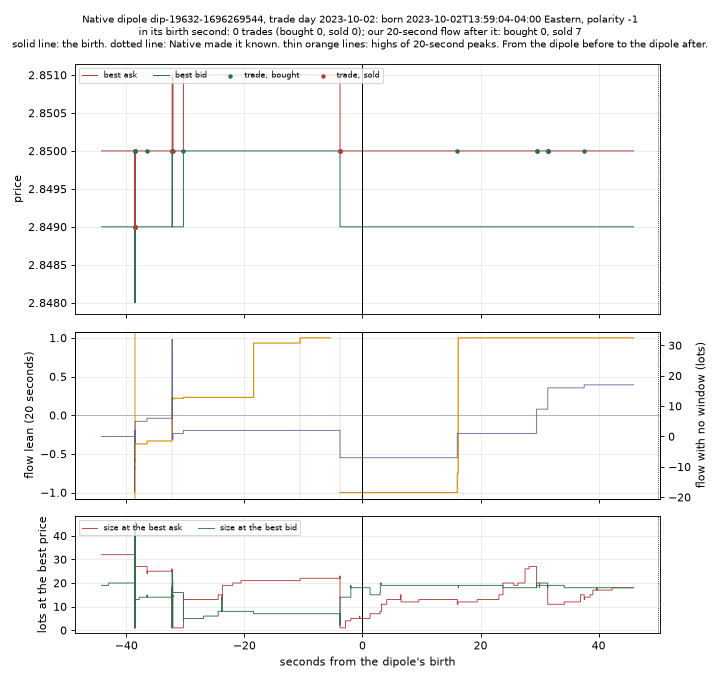 Native dipole dip-19632-1696269544, trade day 2023-10-02: born 2023-10-02T13:59:04-04:00 Eastern, polarity -1
in its birth second: 0 trades (bought 0, sold 0); our 20-second flow after it: bought 0, sold 7
solid line: the birth. dotted line: Native made it known. thin orange lines: highs of 20-second peaks. From the dipole before to the dipole after.
best ask best bid trade, bought trade, sold
2.8510
2.8505
2.8500
2.8495
2.8490
2.8485
2.8480
price
1.0
0.5
0.0
−0.5
−1.0
flow lean (20 seconds)
30
20
10
0
−10
−20
flow with no window (lots)
size at the best ask size at the best bid
40
30
20
10
0
lots at the best price
−40 −20 0 20 40
seconds from the dipole's birth